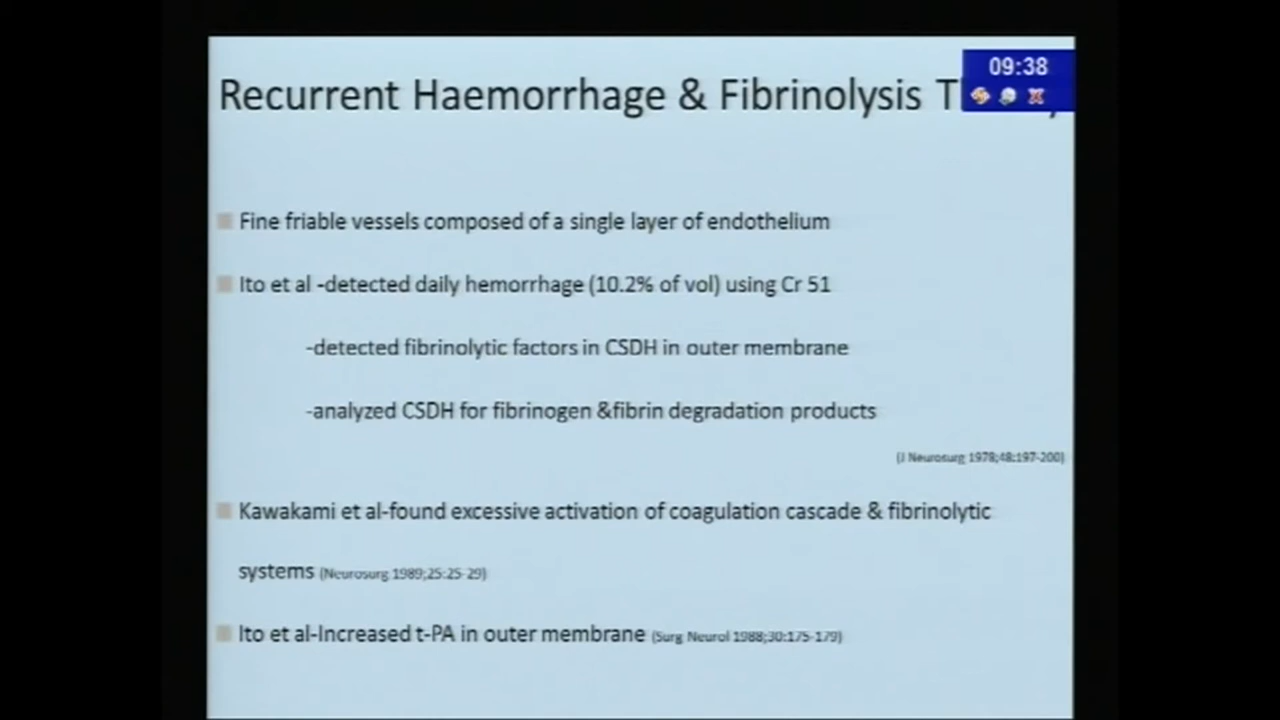 09:38
Recurrent Haemorrhage & Fibrinolysis
Fine friable vessels composed of a single layer of endothelium
Ito et al -detected daily hemorrhage (10.2% of vol) using Cr 51
-detected fibrinolytic factors in CSDH in outer membrane
-analyzed CSDH for fibrinogen &fibrin degradation products
(J Neurosurg 1978;48:197-200)
Kawakami et al-found excessive activation of coagulation cascade & fibrinolytic
systems (Neurosurg 1989;25:25-29)
Ito et al-Increased t-PA in outer membrane (Surg Neurol 1988;30:175-179)